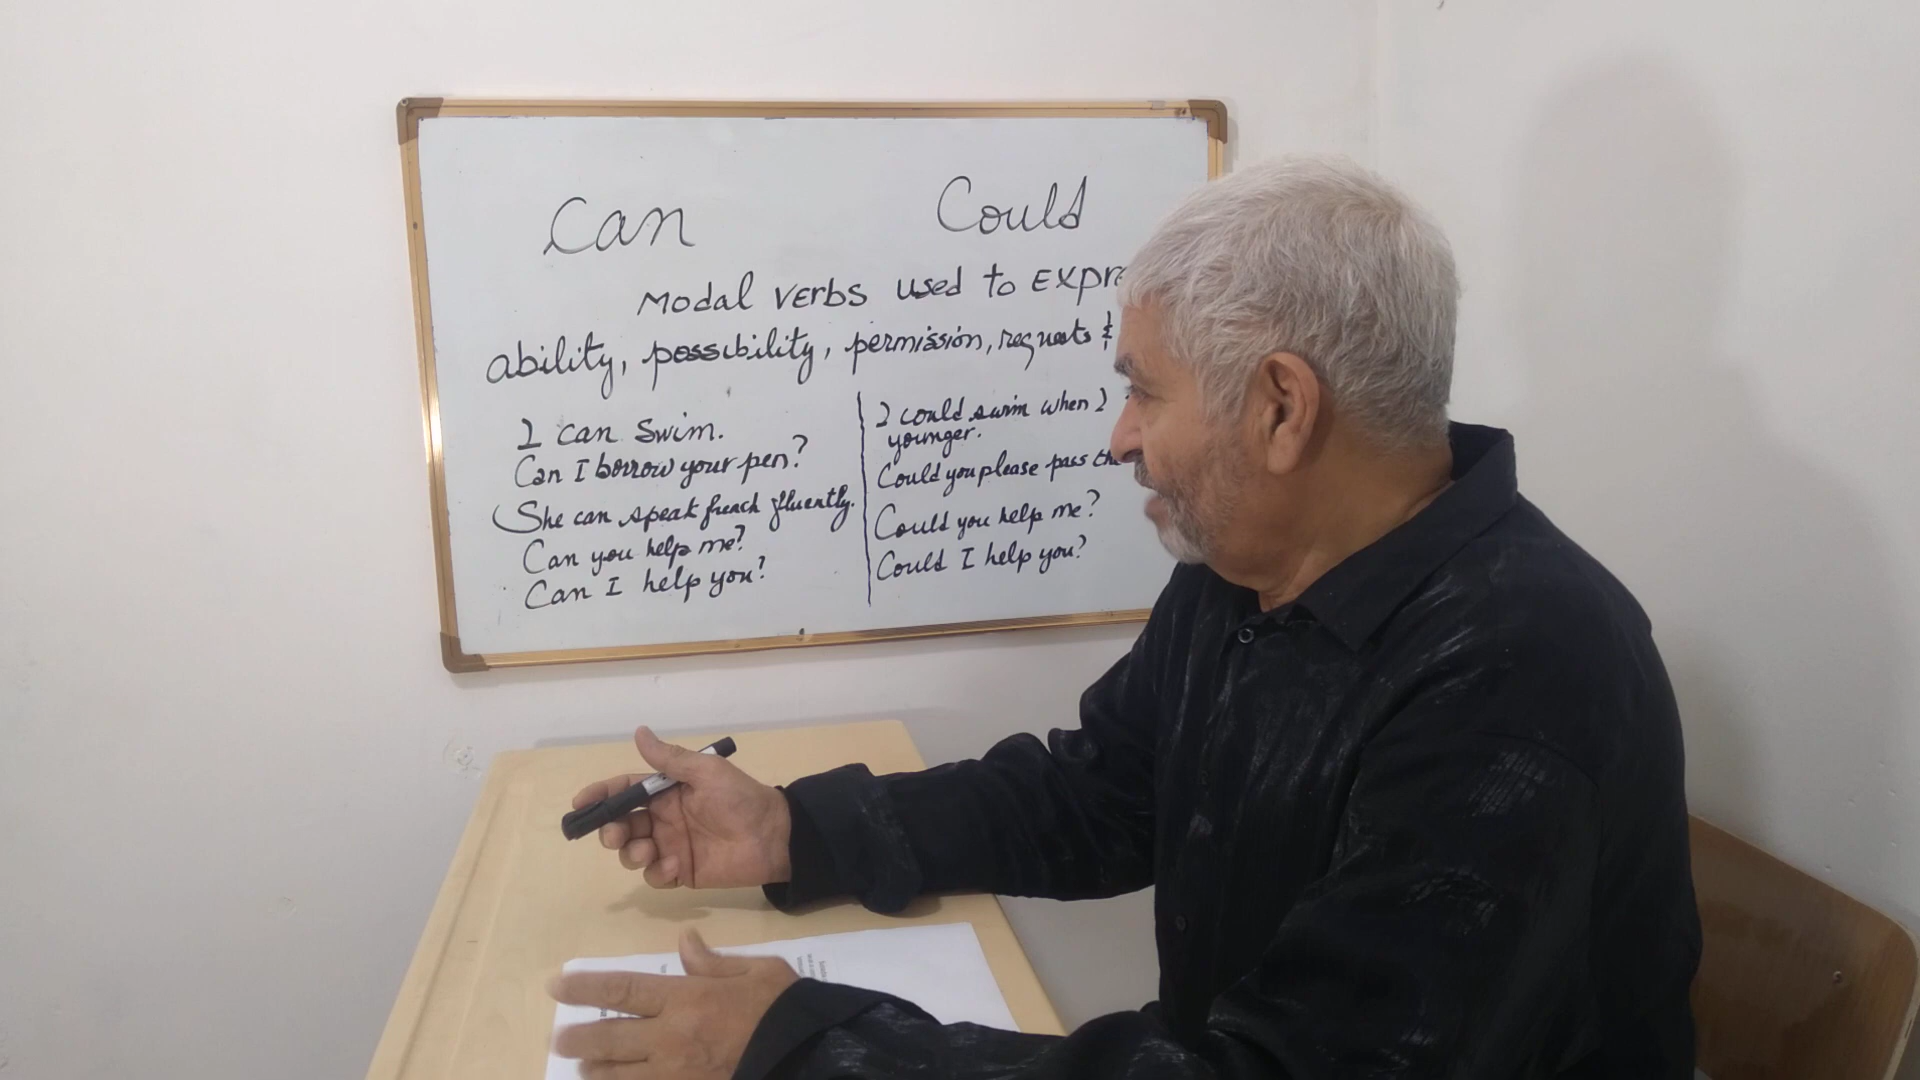 Can Could
Modal verbs used to expre
ability, possibility, permission, requests &
I can swim.
Can I borrow your pen?
She can speak french fluently.
Can you help me?
Can I help you?
I could swim when I
younger.
Could you please pass the
Could you help me?
Could I help you?